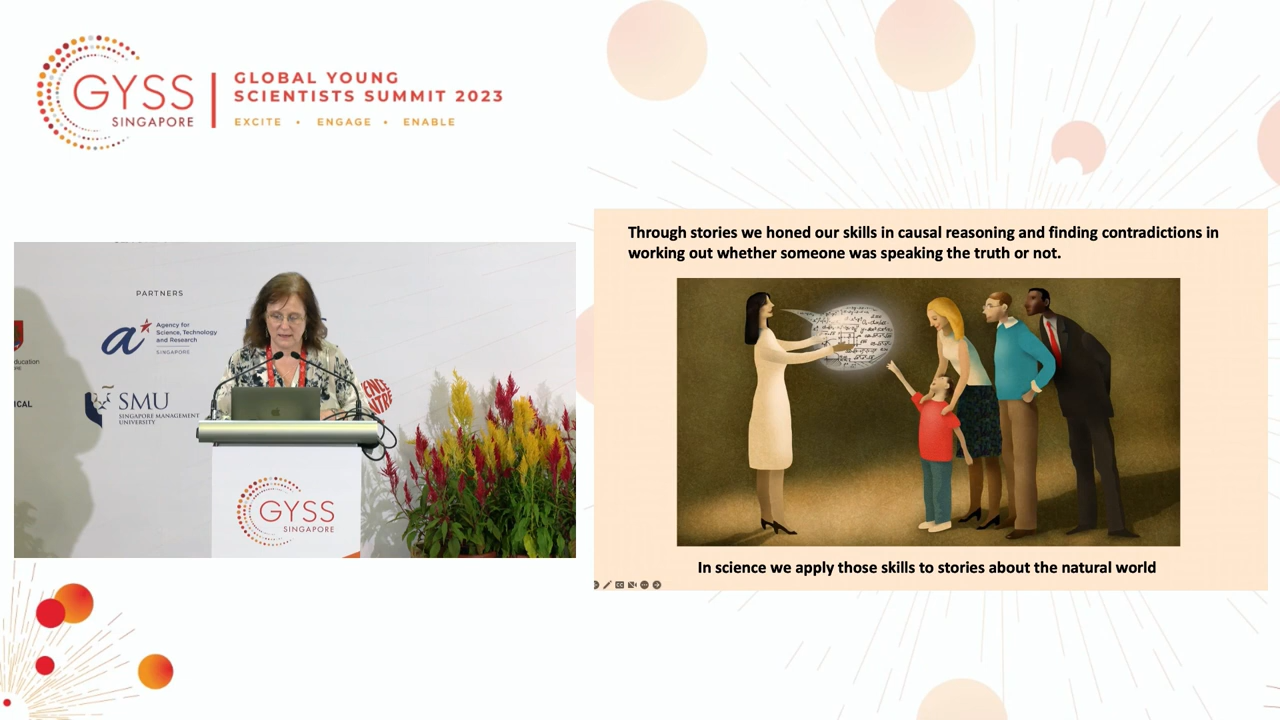 GYSS
SINGAPORE
GLOBAL YOUNG
SCIENTISTS SUMMIT 2023
EXCITE • ENGAGE • ENABLE
PARTNERS
Agency for
Science, Technology
and Research
SINGAPORE
SMU
SINGAPORE MANAGEMENT
UNIVERSITY
GYSS
SINGAPORE
Through stories we honed our skills in causal reasoning and finding contradictions in
working out whether someone was speaking the truth or not.
In science we apply those skills to stories about the natural world